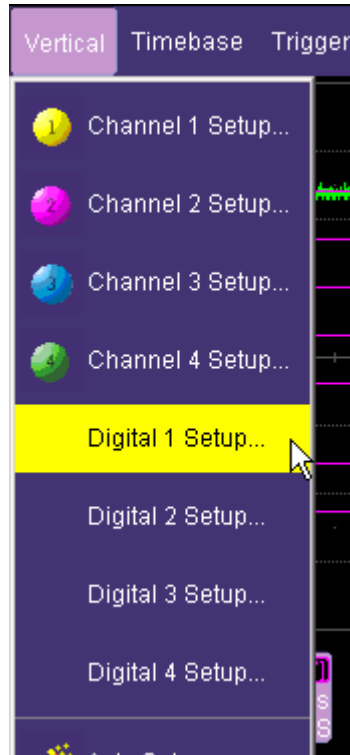 Vertical Timebase Trigger
1 Channel 1 Setup...
2 Channel 2 Setup...
3 Channel 3 Setup...
4 Channel 4 Setup...
Digital 1 Setup...
Digital 2 Setup...
Digital 3 Setup...
Digital 4 Setup...